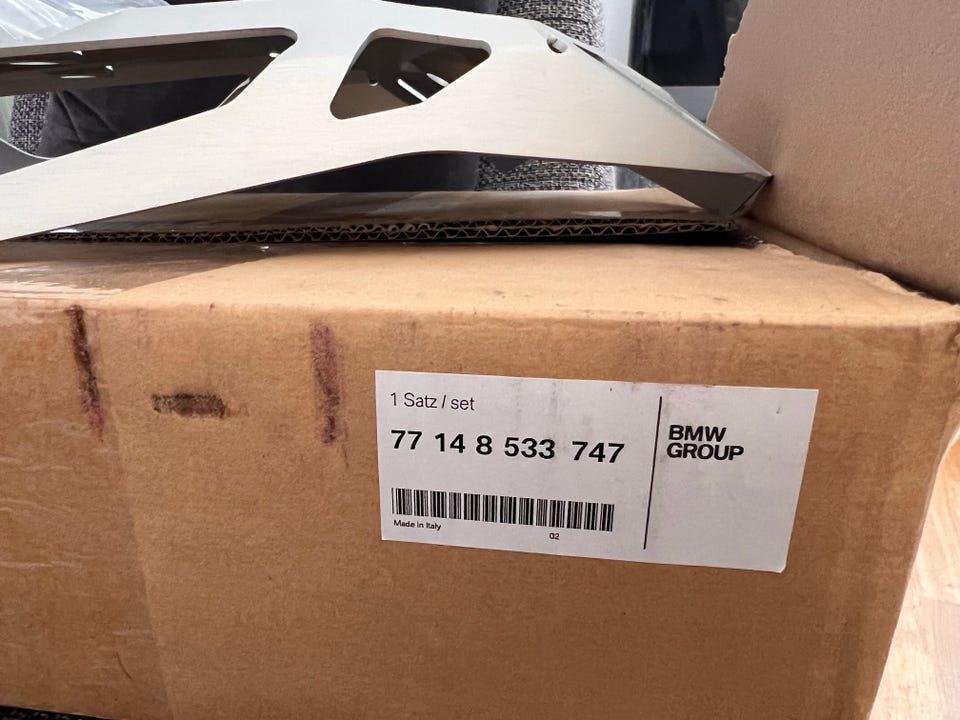 1 Satz / set
77 14 8 533 747
BMW
GROUP
Made in Italy
02